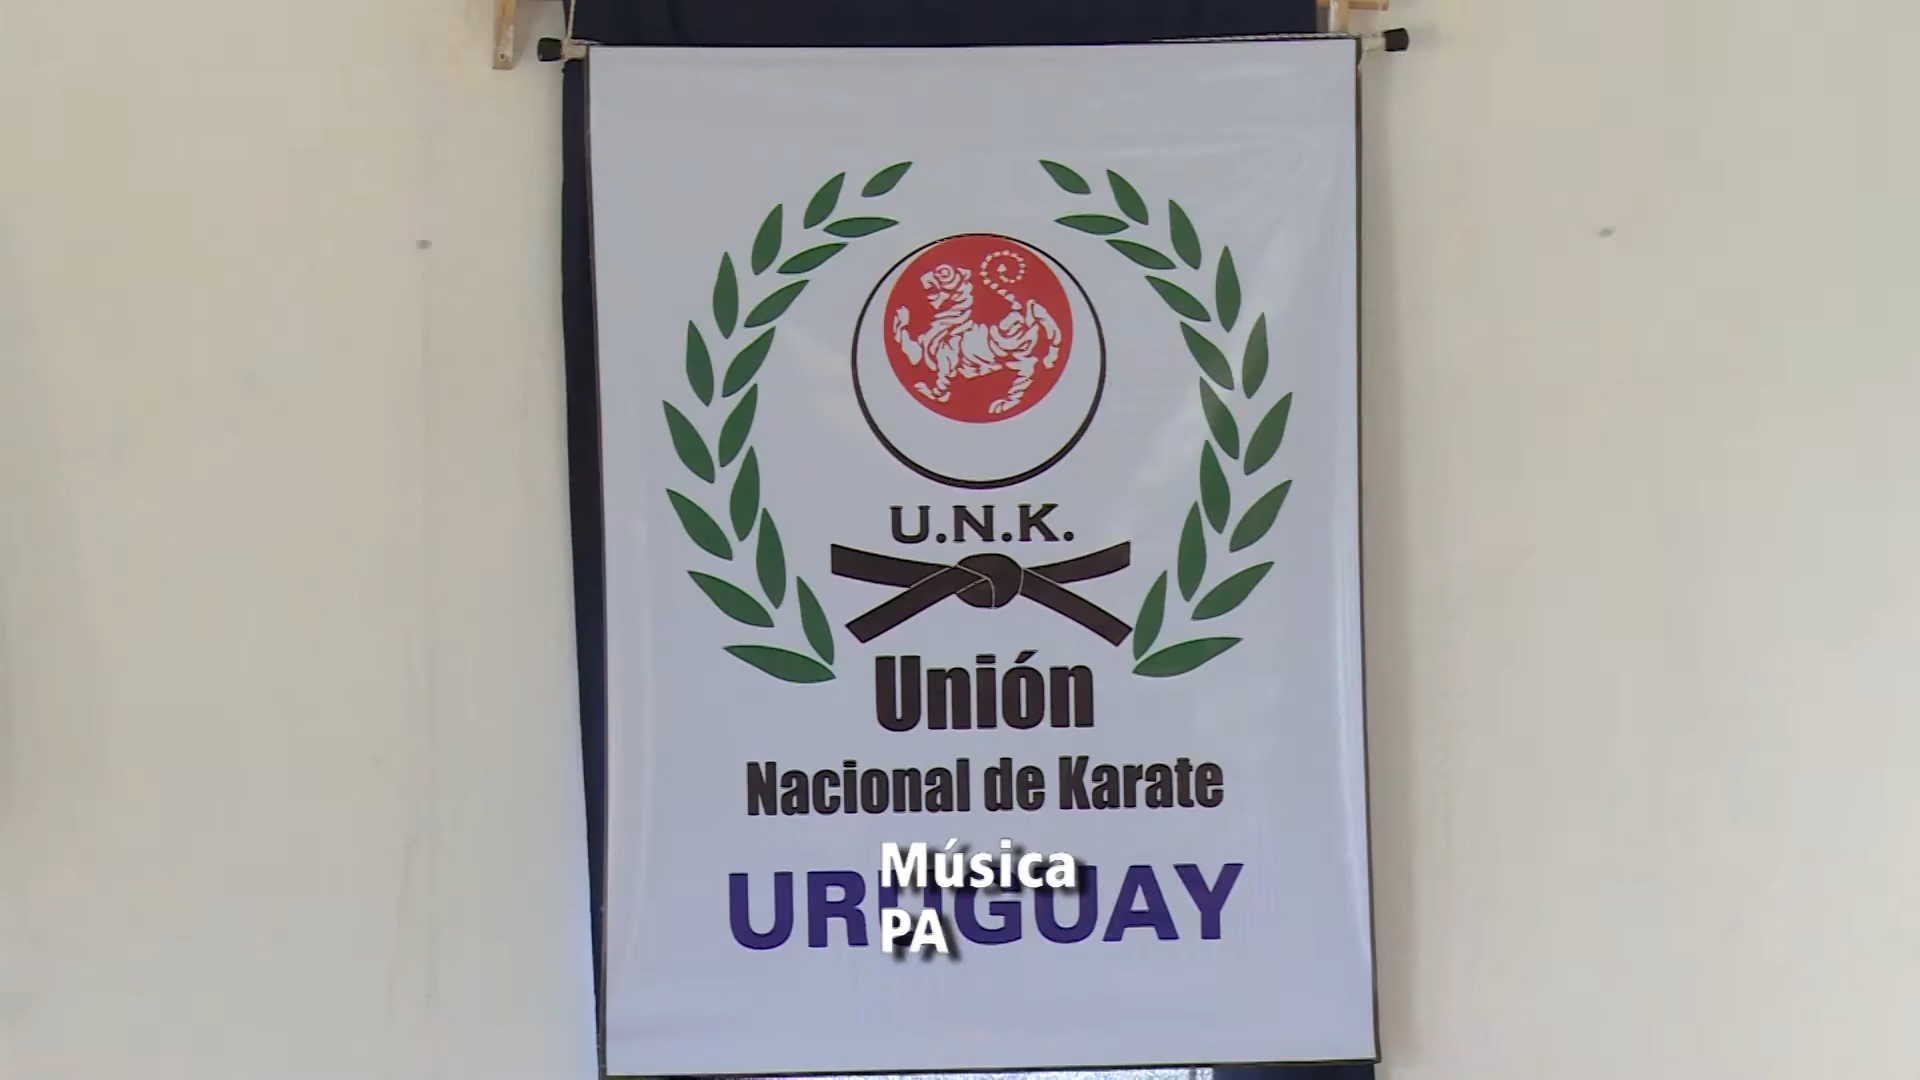 U.N.K.
Unión
Nacional de Karate
Música
URUGUAY
PA